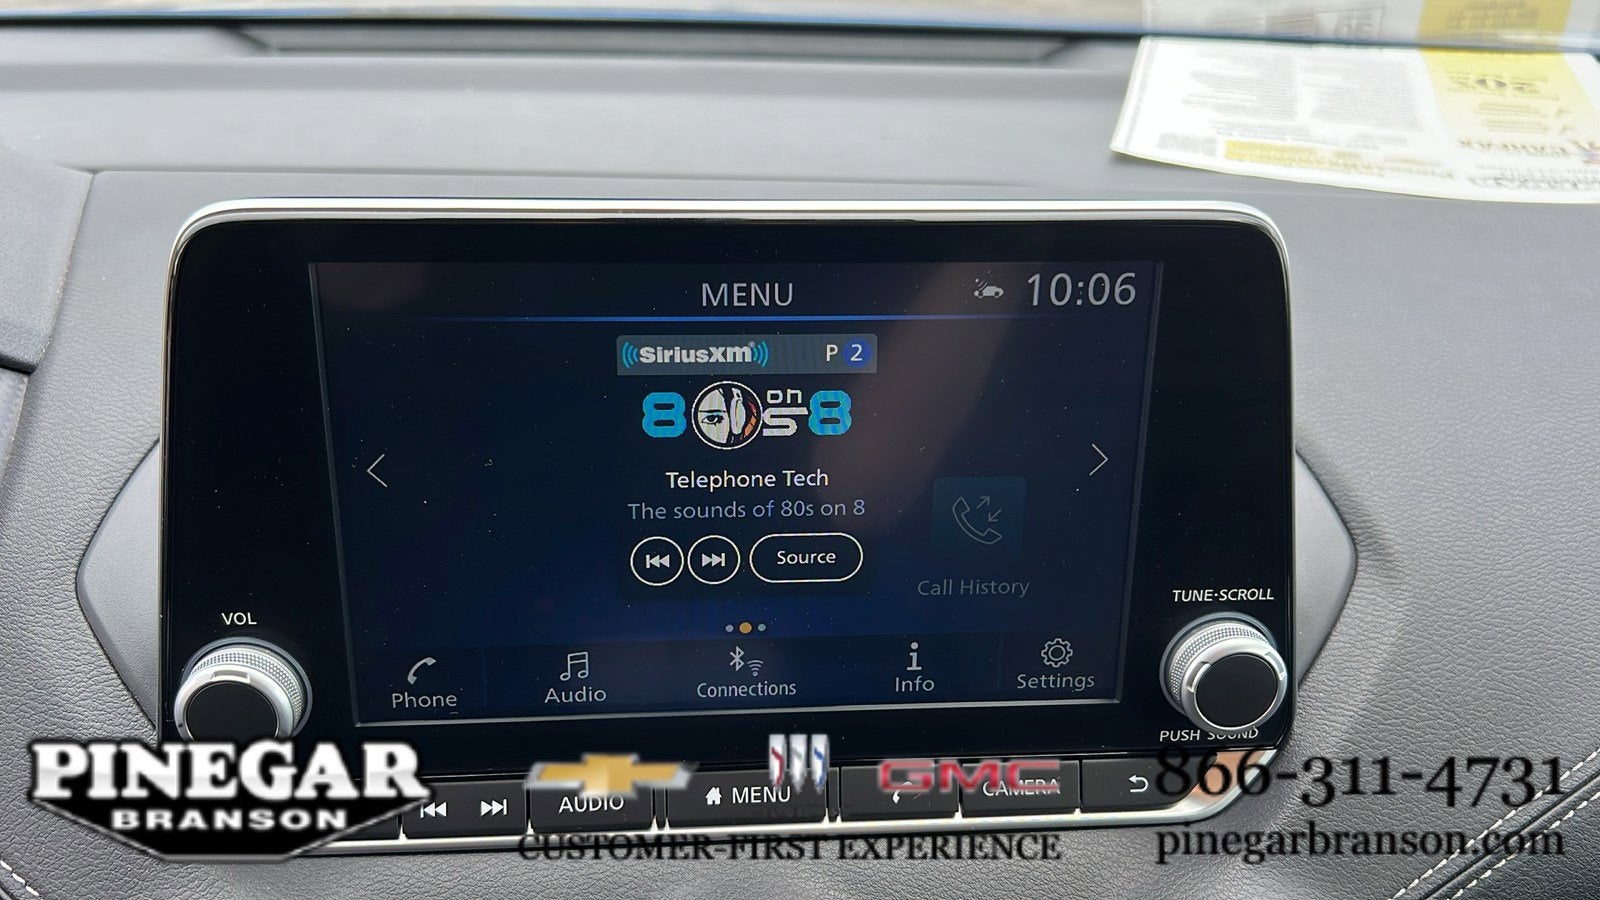 MENU
10:06
SiriusXM P 2
80s on 8
Telephone Tech
The sounds of 80s on 8
Source
Call History
Phone
Audio
Connections
Info
Settings
VOL
TUNE·SCROLL
PUSH SOUND
AUDIO
MENU
CAMERA
PINEGAR
BRANSON
GMC
CUSTOMER-FIRST EXPERIENCE
866-311-4731
pinegarbranson.com